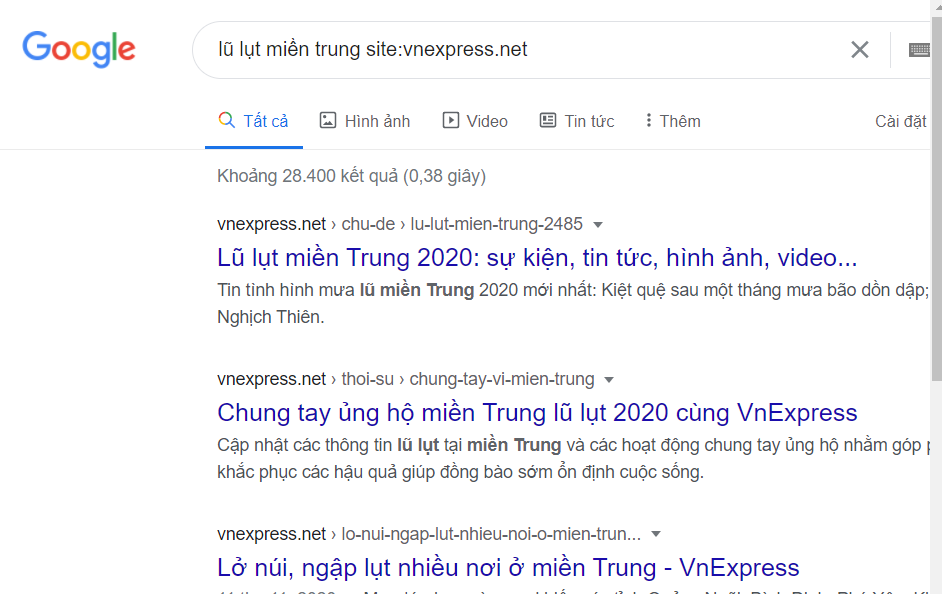 Google
lũ lụt miền trung site:vnexpress.net
Tất cả Hình ảnh Video Tin tức Thêm Cài đặt
Khoảng 28.400 kết quả (0,38 giây)
vnexpress.net › chu-de › lu-lut-mien-trung-2485
Lũ lụt miền Trung 2020: sự kiện, tin tức, hình ảnh, video...
Tin tình hình mưa lũ miền Trung 2020 mới nhất: Kiệt quệ sau một tháng mưa bão dồn dập;
Nghịch Thiên.
vnexpress.net › thoi-su › chung-tay-vi-mien-trung
Chung tay ủng hộ miền Trung lũ lụt 2020 cùng VnExpress
Cập nhật các thông tin lũ lụt tại miền Trung và các hoạt động chung tay ủng hộ nhằm góp
khắc phục các hậu quả giúp đồng bào sớm ổn định cuộc sống.
vnexpress.net › lo-nui-ngap-lut-nhieu-noi-o-mien-trun...
Lở núi, ngập lụt nhiều nơi ở miền Trung - VnExpress